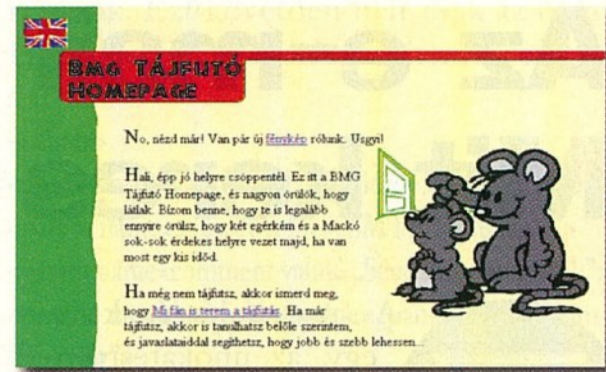 BMG TÁJFUTÓ
HOMEPAGE
No, nézd már! Van pár új fénykép rólunk. Usgyi!
Hali, épp jó helyre csöppentél. Ez itt a BMG
Tájfutó Homepage, és nagyon örülök, hogy
látlak. Bízom benne, hogy te is legalább
ennyire örülsz, hogy két egérkém és a Mackó
sok-sok érdekes helyre vezet majd, ha van
most egy kis időd.
Ha még nem tájfutsz, akkor ismerd meg,
hogy Mi fán is terem a tájfutás. Ha már
tájfutsz, akkor is tanulhatsz belőle szerintem,
és javaslataiddal segíthetsz, hogy jobb és szebb lehessen...